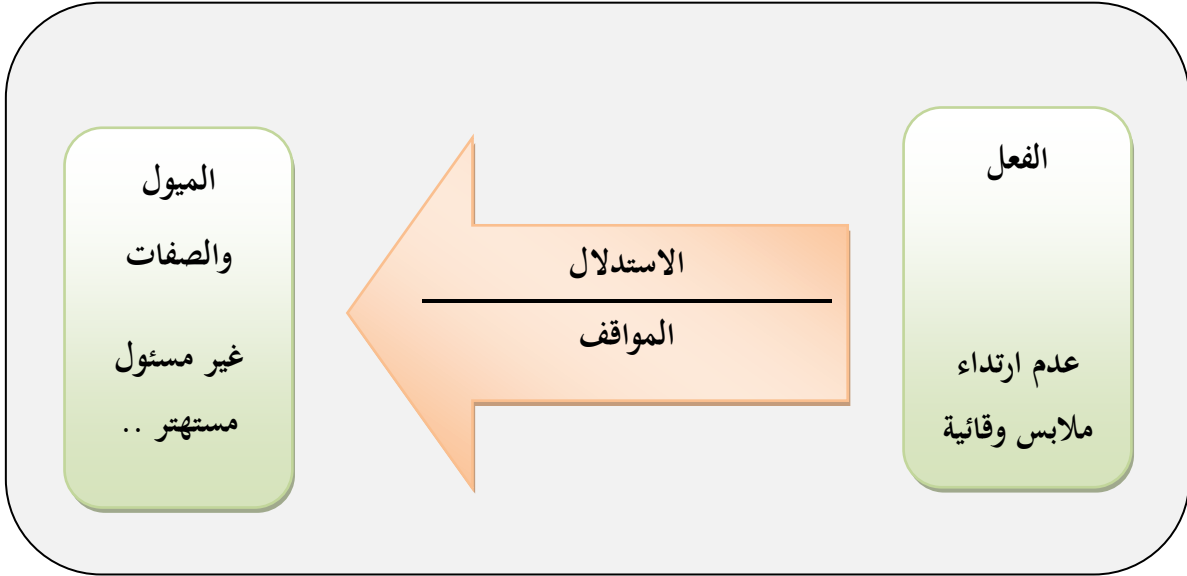 الفعل
عدم ارتداء
ملابس وقائية
الاستدلال
المواقف
الميول
والصفات
غير مسئول
مستهتر ..